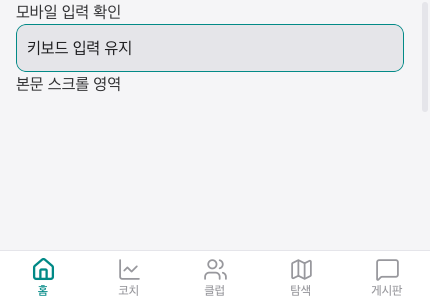 모바일 입력 확인
키보드 입력 유지
본문 스크롤 영역
홈
코치
클럽
탐색
게시판